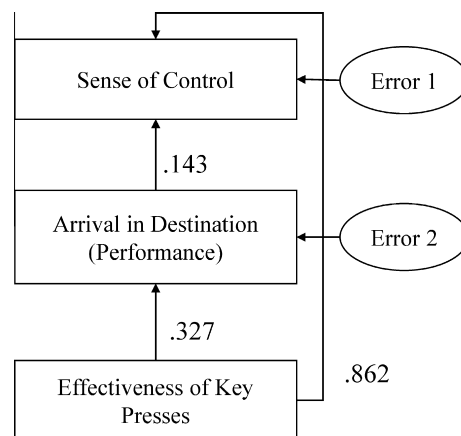 Sense of Control
Error 1
.143
Arrival in Destination
(Performance)
Error 2
.327
.862
Effectiveness of Key
Presses